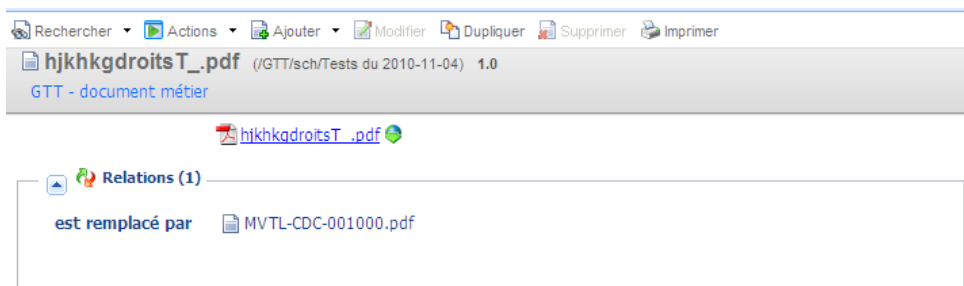 Rechercher Actions Ajouter Modifier Dupliquer Supprimer Imprimer
hjkhkgdroitsT_.pdf (/GTT/sch/Tests du 2010-11-04) 1.0
GTT - document métier
hjkhkgdroitsT_.pdf
Relations (1)
est remplacé par MVTL-CDC-001000.pdf